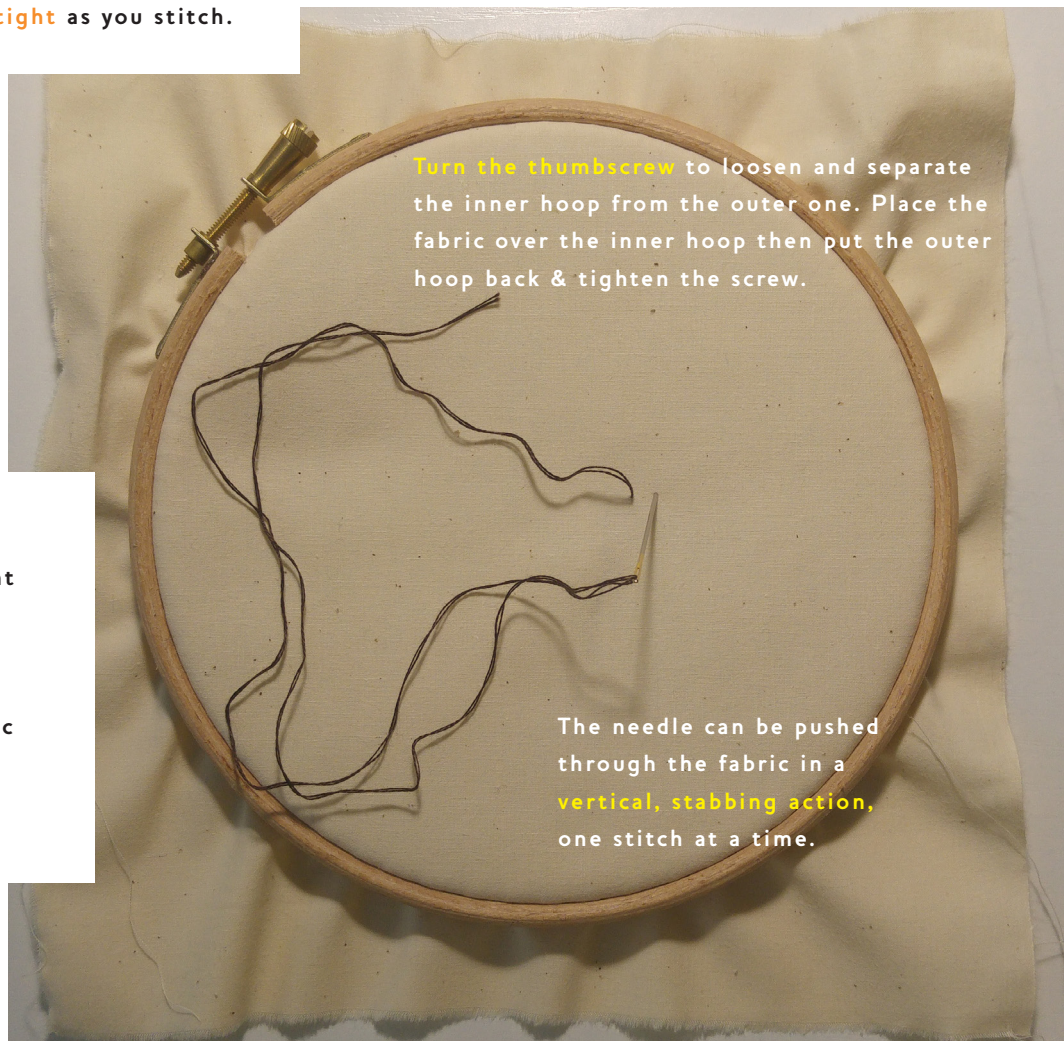 tight as you stitch.
Turn the thumbscrew to loosen and separate
the inner hoop from the outer one. Place the
fabric over the inner hoop then put the outer
hoop back & tighten the screw.
The needle can be pushed
through the fabric in a
vertical, stabbing action,
one stitch at a time.